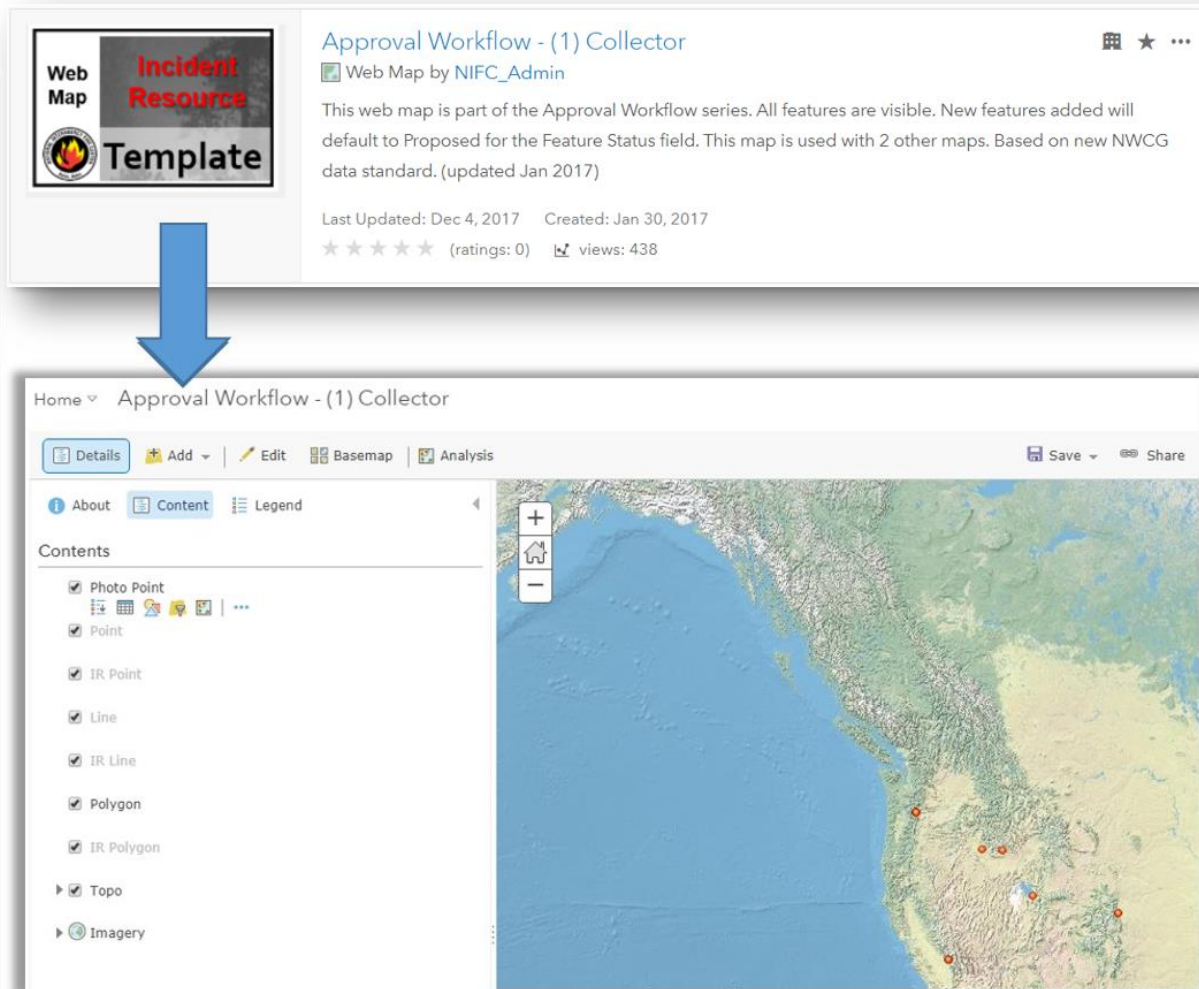 Web
Map
Incident
Resource
Template
Approval Workflow - (1) Collector
Web Map by NIFC_Admin
This web map is part of the Approval Workflow series. All features are visible. New features added will
default to Proposed for the Feature Status field. This map is used with 2 other maps. Based on new NWCG
data standard. (updated Jan 2017)
Last Updated: Dec 4, 2017 Created: Jan 30, 2017
(ratings: 0) views: 438
Home Approval Workflow - (1) Collector
Details Add Edit Basemap Analysis Save Share
About Content Legend
Contents
Photo Point
Point
IR Point
Line
IR Line
Polygon
IR Polygon
Topo
Imagery